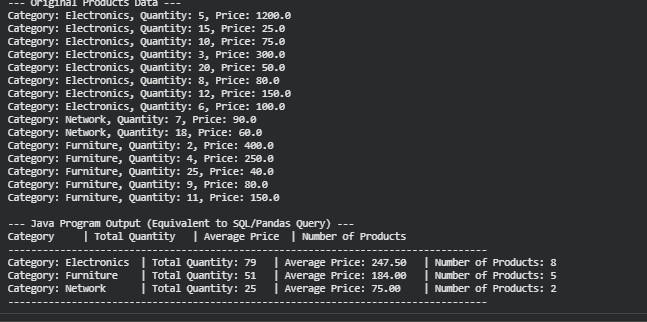 --- Original Products Data ---
Category: Electronics, Quantity: 5, Price: 1200.0
Category: Electronics, Quantity: 15, Price: 25.0
Category: Electronics, Quantity: 10, Price: 75.0
Category: Electronics, Quantity: 3, Price: 300.0
Category: Electronics, Quantity: 20, Price: 50.0
Category: Electronics, Quantity: 8, Price: 80.0
Category: Electronics, Quantity: 12, Price: 150.0
Category: Electronics, Quantity: 6, Price: 100.0
Category: Network, Quantity: 7, Price: 90.0
Category: Network, Quantity: 18, Price: 60.0
Category: Furniture, Quantity: 2, Price: 400.0
Category: Furniture, Quantity: 4, Price: 250.0
Category: Furniture, Quantity: 25, Price: 40.0
Category: Furniture, Quantity: 9, Price: 80.0
Category: Furniture, Quantity: 11, Price: 150.0
--- Java Program Output (Equivalent to SQL/Pandas Query) ---
Category | Total Quantity | Average Price | Number of Products
-----------------------------------------------------------------------------------
Category: Electronics | Total Quantity: 79 | Average Price: 247.50 | Number of Products: 8
Category: Furniture | Total Quantity: 51 | Average Price: 184.00 | Number of Products: 5
Category: Network | Total Quantity: 25 | Average Price: 75.00 | Number of Products: 2
-----------------------------------------------------------------------------------